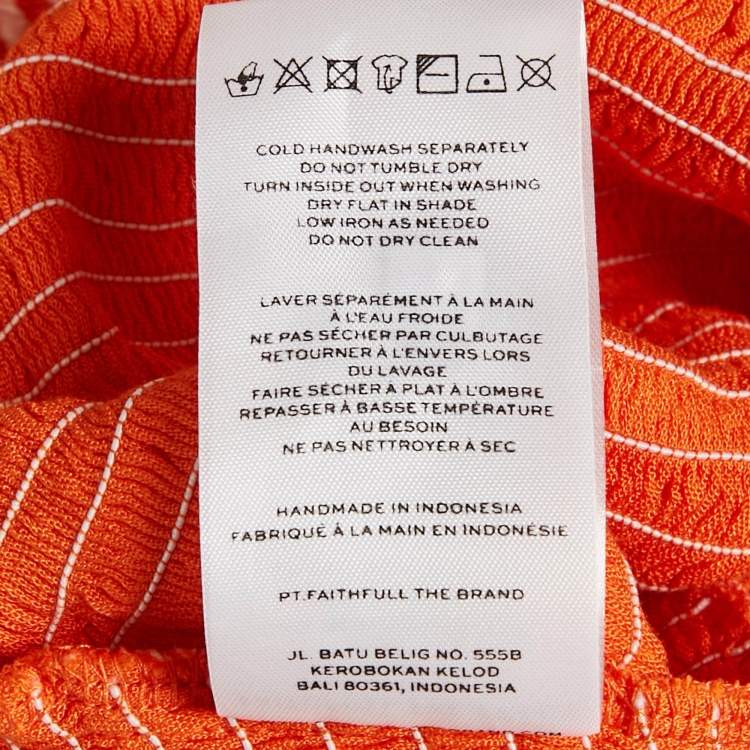 COLD HANDWASH SEPARATELY
DO NOT TUMBLE DRY
TURN INSIDE OUT WHEN WASHING
DRY FLAT IN SHADE
LOW IRON AS NEEDED
DO NOT DRY CLEAN
LAVER SÉPARÉMENT À LA MAIN
À L'EAU FROIDE
NE PAS SÉCHER PAR CULBUTAGE
RETOURNER À L'ENVERS LORS
DU LAVAGE
FAIRE SÉCHER À PLAT À L'OMBRE
REPASSER À BASSE TEMPÉRATURE
AU BESOIN
NE PAS NETTROYER À SEC
HANDMADE IN INDONESIA
FABRIQUÉ À LA MAIN EN INDONÉSIE
PT.FAITHFULL THE BRAND
JL. BATU BELIG NO. 555B
KEROBOKAN KELOD
BALI 80361, INDONESIA